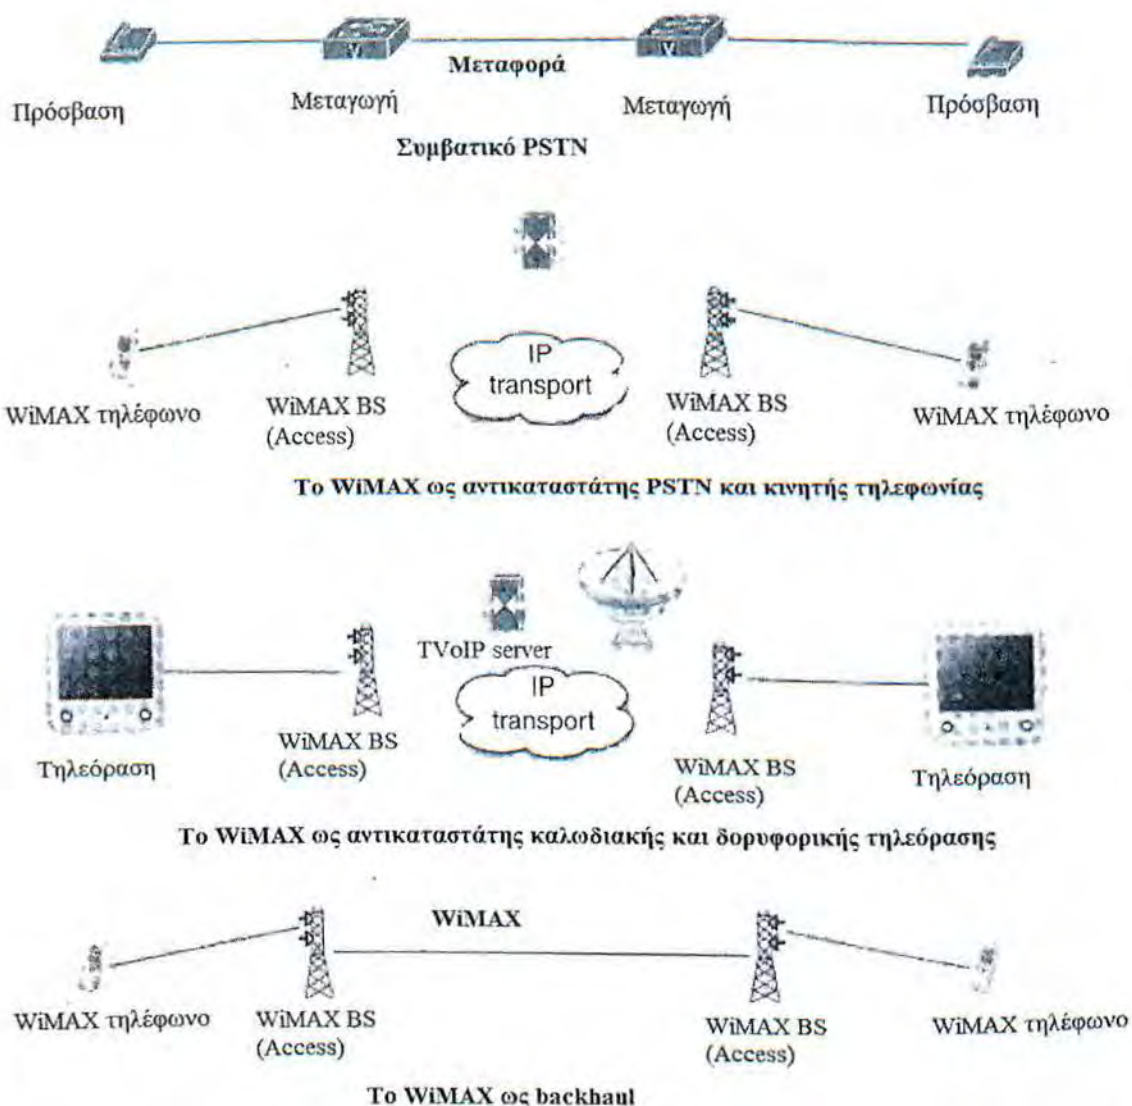 Μεταφορά
Πρόσβαση
Μεταγωγή
Μεταγωγή
Πρόσβαση
Συμβατικό PSTN
IP
transport
WiMAX τηλέφωνο
WiMAX BS
(Access)
WiMAX BS
(Access)
WiMAX τηλέφωνο
Το WiMAX ως αντικαταστάτης PSTN και κινητής τηλεφωνίας
TVoIP server
IP
transport
Τηλεόραση
WiMAX BS
(Access)
WiMAX BS
(Access)
Τηλεόραση
Το WiMAX ως αντικαταστάτης καλωδιακής και δορυφορικής τηλεόρασης
WiMAX
WiMAX τηλέφωνο
WiMAX BS
(Access)
WiMAX BS
(Access)
WiMAX τηλέφωνο
Το WiMAX ως backhaul